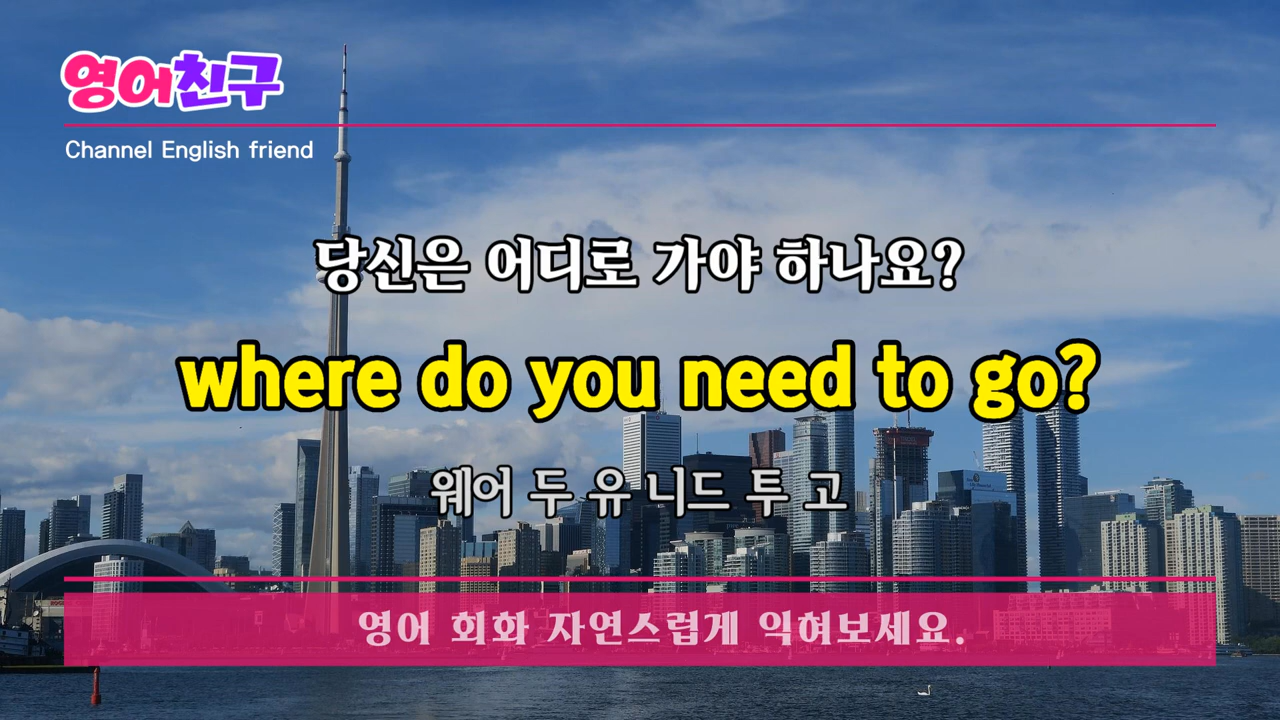 영어친구
Channel English friend
당신은 어디로 가야 하나요?
where do you need to go?
웨어 두 유 니드 투 고
영어 회화 자연스럽게 익혀보세요.